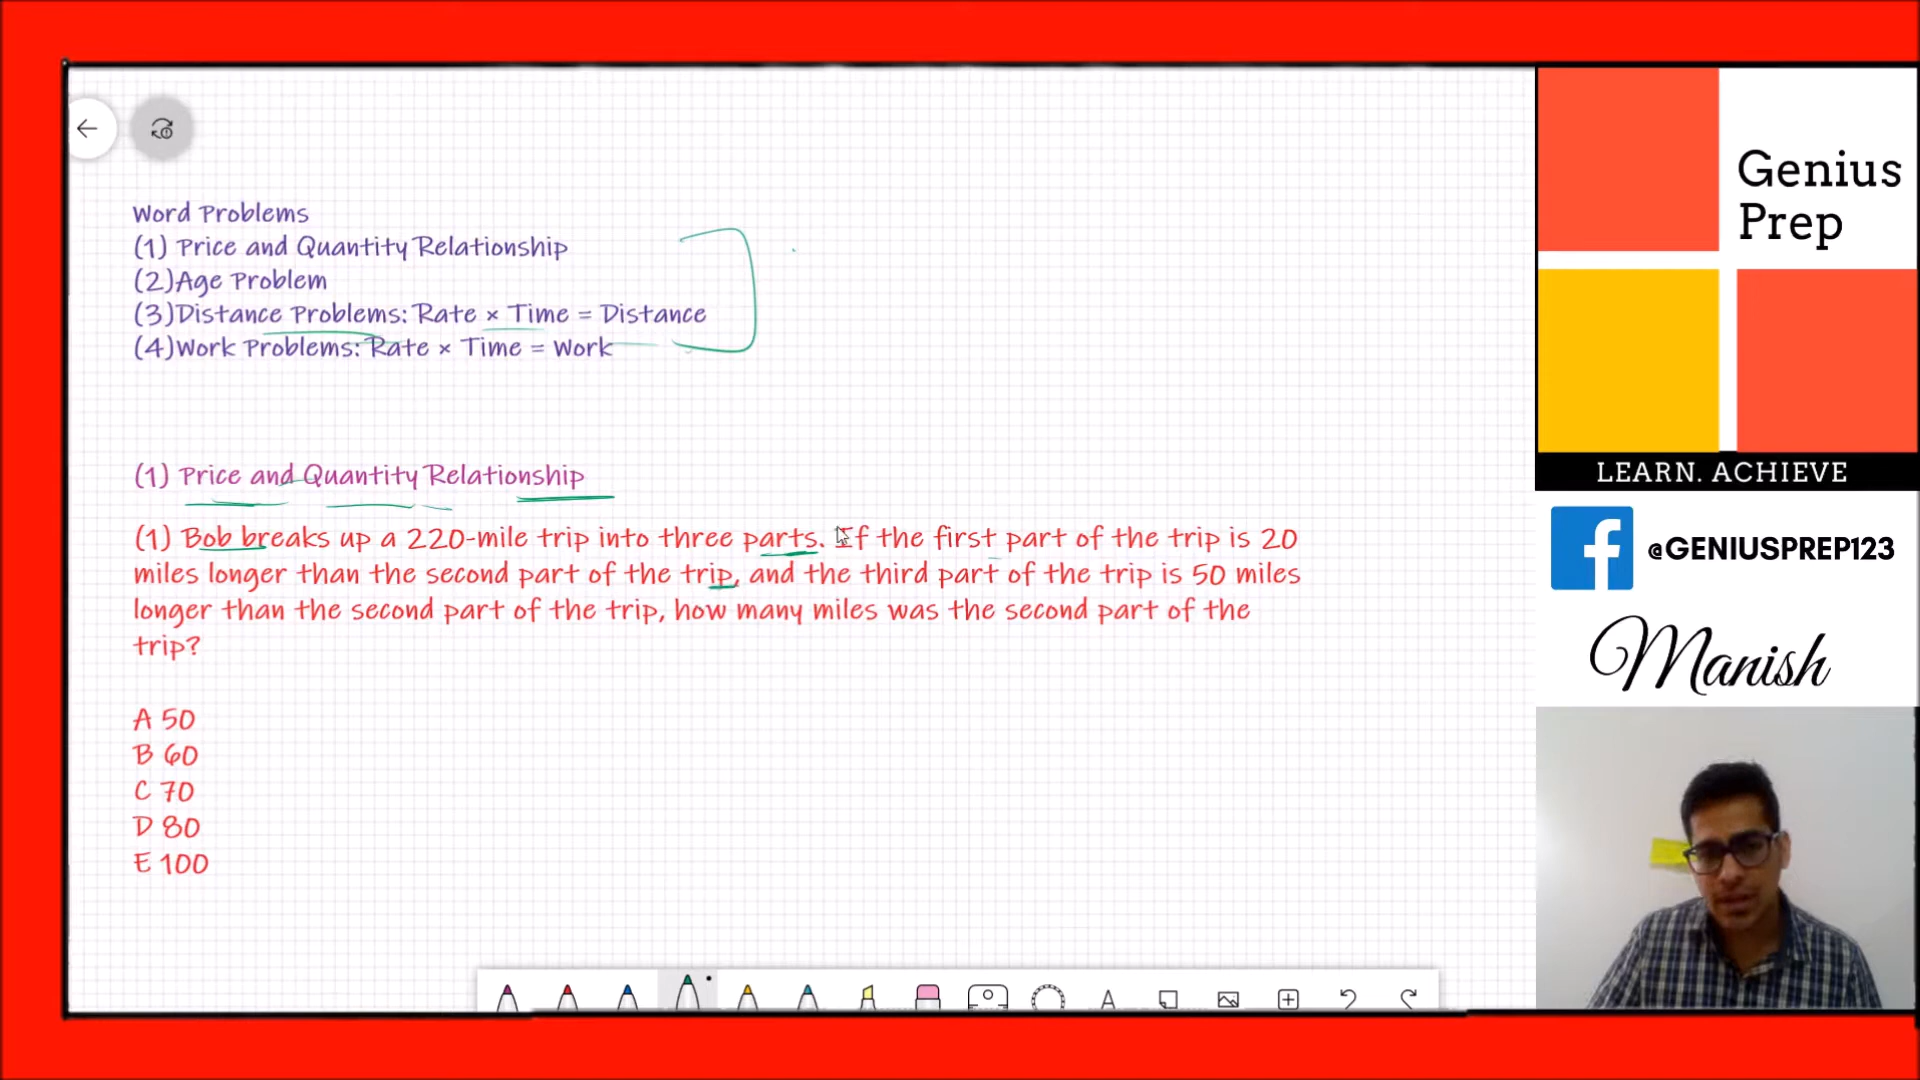 Word Problems
(1) Price and Quantity Relationship
(2)Age Problem
(3)Distance Problems: Rate × Time = Distance
(4)Work Problems: Rate × Time = Work
(1) Price and Quantity Relationship
(1) Bob breaks up a 220-mile trip into three parts. If the first part of the trip is 20
miles longer than the second part of the trip, and the third part of the trip is 50 miles
longer than the second part of the trip, how many miles was the second part of the
trip?
A 50
B 60
C 70
D 80
E 100
Genius
Prep
LEARN. ACHIEVE
@GENIUSPREP123
Manish